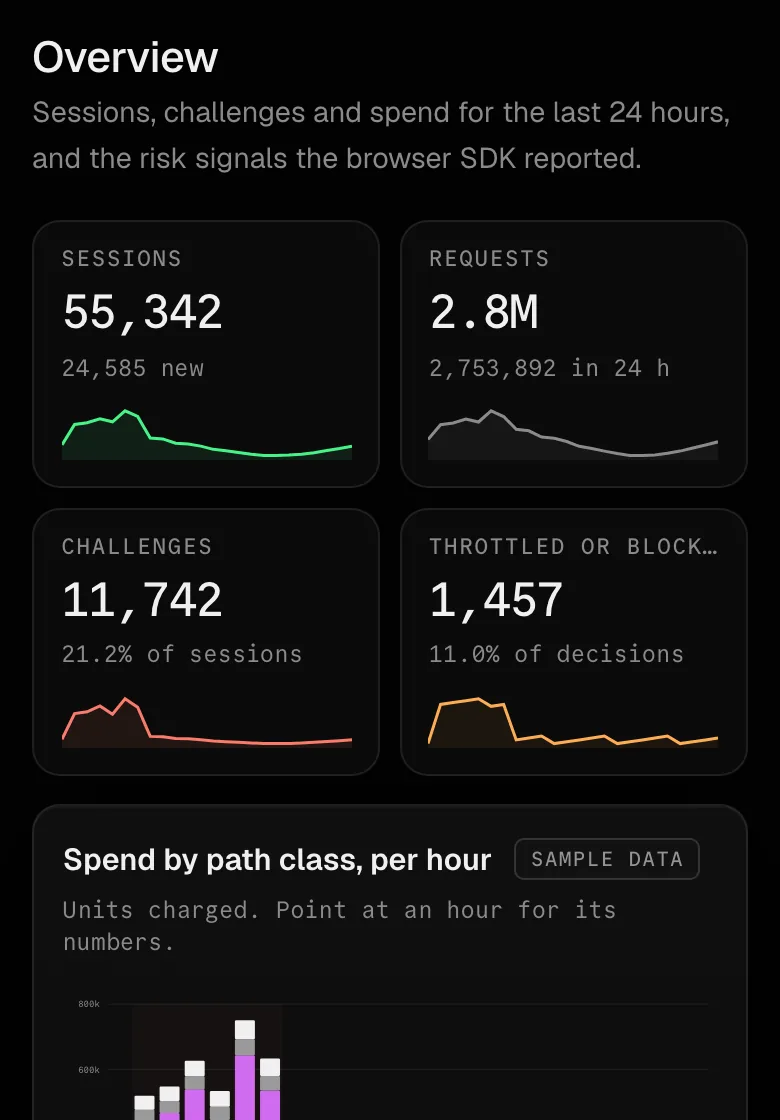 Overview
Sessions, challenges and spend for the last 24 hours,
and the risk signals the browser SDK reported.
SESSIONS
55,342
24,585 new
REQUESTS
2.8M
2,753,892 in 24 h
CHALLENGES
11,742
21.2% of sessions
THROTTLED OR BLOCK…
1,457
11.0% of decisions
Spend by path class, per hour
SAMPLE DATA
Units charged. Point at an hour for its
numbers.
800k
600k